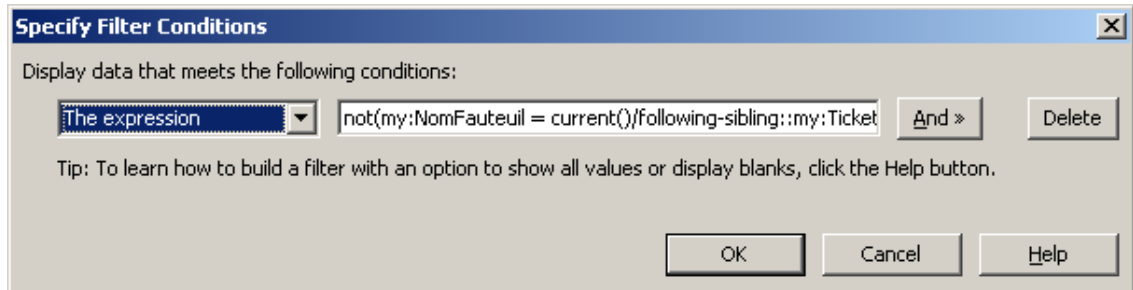 Specify Filter Conditions
Display data that meets the following conditions:
The expression not(my:NomFauteuil = current()/following-sibling::my:Ticket And » Delete
Tip: To learn how to build a filter with an option to show all values or display blanks, click the Help button.
OK Cancel Help